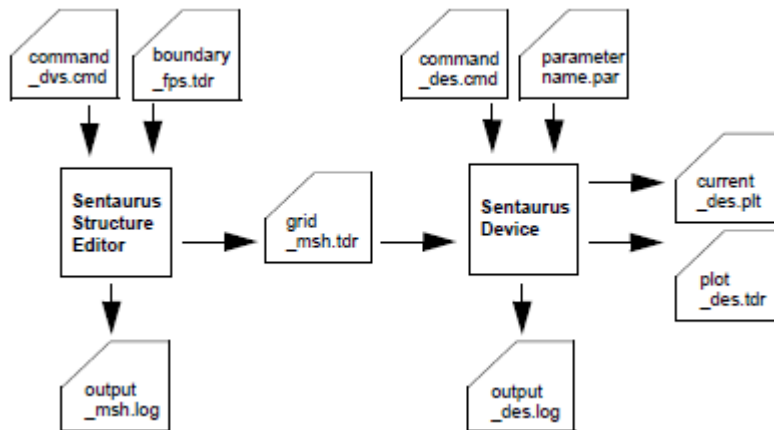 command
_dvs.cmd
boundary
_fps.tdr
command
_des.cmd
parameter
name.par
Sentaurus
Structure
Editor
grid
_msh.tdr
Sentaurus
Device
current
_des.plt
plot
_des.tdr
output
_msh.log
output
_des.log